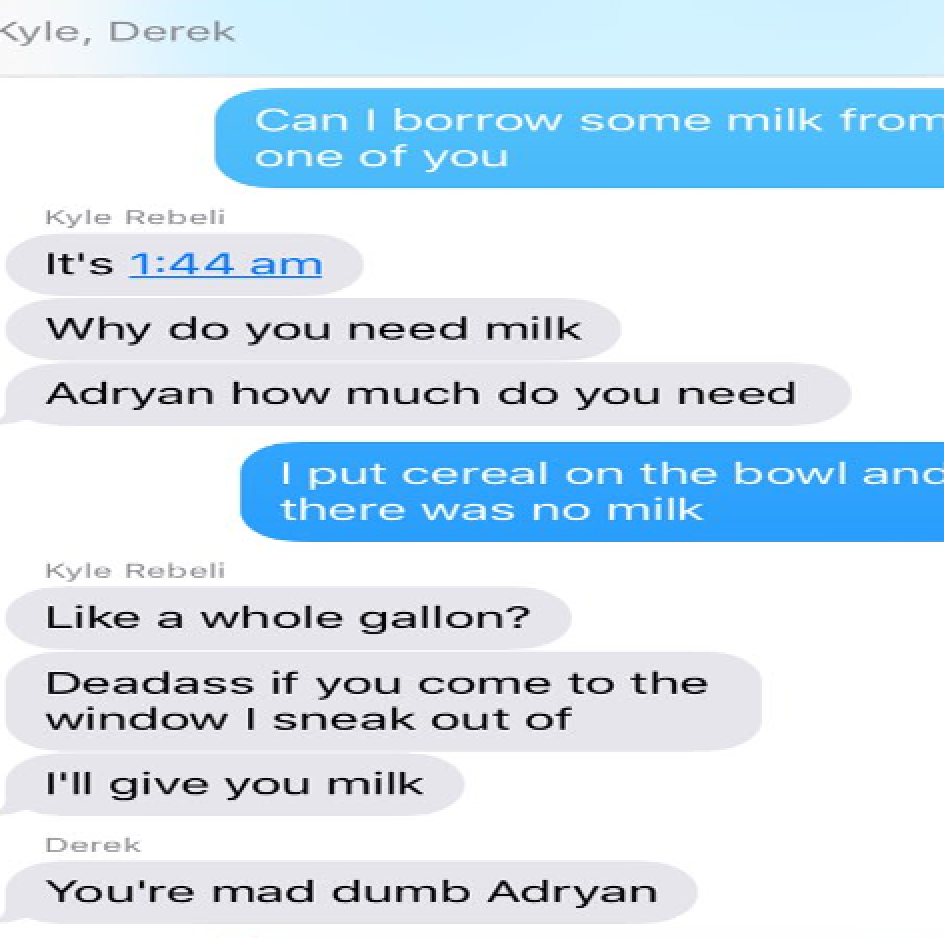 Kyle, Derek
Can I borrow some milk from
one of you
Kyle Rebeli
It's 1:44 am
Why do you need milk
Adryan how much do you need
I put cereal on the bowl and
there was no milk
Kyle Rebeli
Like a whole gallon?
Deadass if you come to the
window I sneak out of
I'll give you milk
Derek
You're mad dumb Adryan